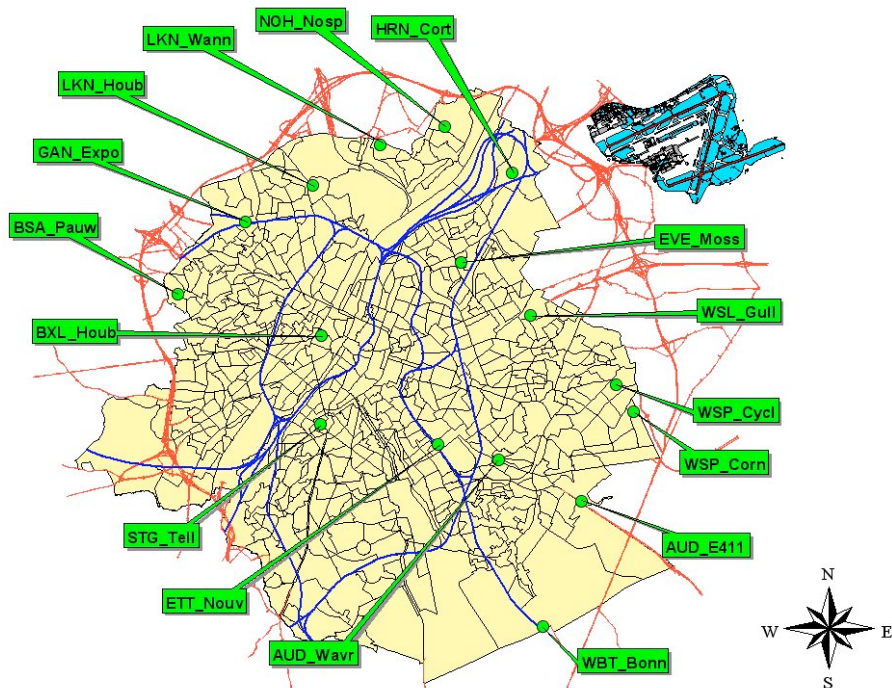 NOH_Nosp
HRN_Cort
LKN_Wann
LKN_Houb
GAN_Expo
BSA_Pauw
EVE_Moss
WSL_Gull
BXL_Houb
WSP_Cycl
WSP_Corn
STG_Tell
AUD_E411
ETT_Nouv
AUD_Wavr
WBT_Bonn
N
W
E
S